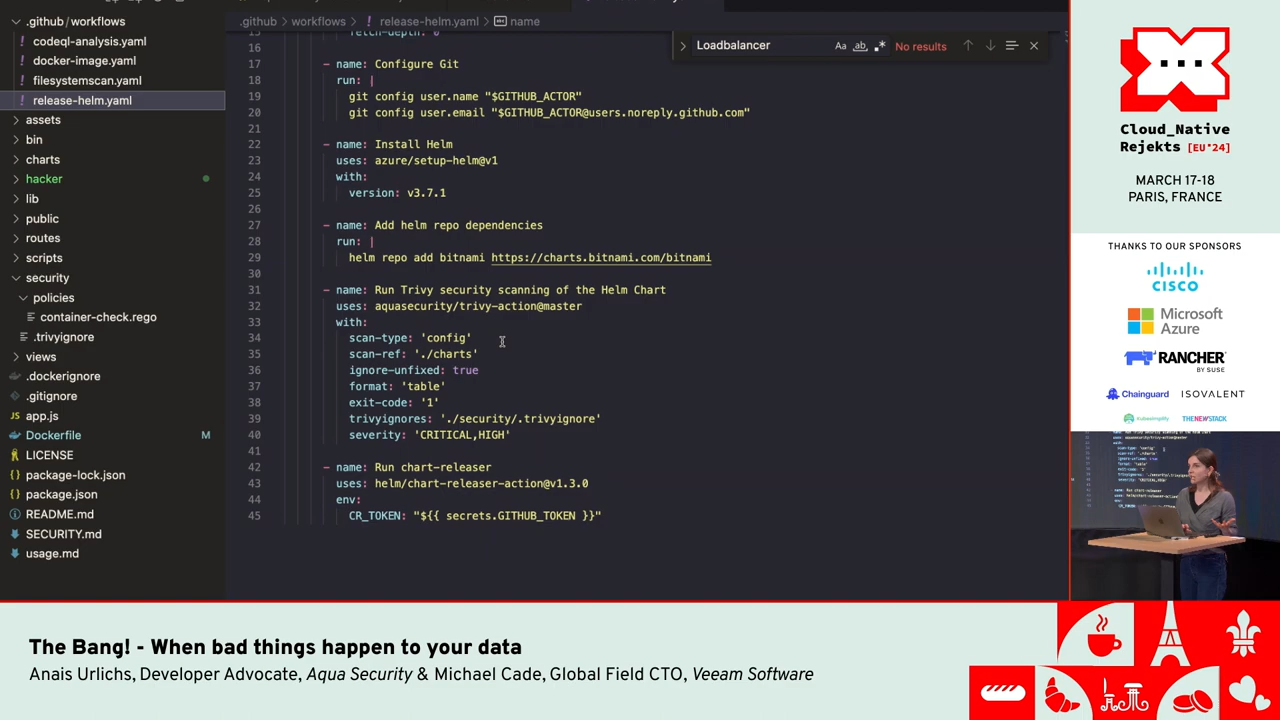 .github/workflows
codeql-analysis.yaml
docker-image.yaml
filesystemscan.yaml
release-helm.yaml
assets
bin
charts
hacker
lib
public
routes
scripts
security
policies
container-check.rego
.trivyignore
views
.dockerignore
.gitignore
JS app.js
Dockerfile M
LICENSE
package-lock.json
package.json
README.md
SECURITY.md
usage.md
.github > workflows > ! release-helm.yaml > abc name
Loadbalancer Aa ab No results
15 fetch-depth: 0
16
17 - name: Configure Git
18 run: |
19 git config user.name "$GITHUB_ACTOR"
20 git config user.email "$GITHUB_ACTOR@users.noreply.github.com"
21
22 - name: Install Helm
23 uses: azure/setup-helm@v1
24 with:
25 version: v3.7.1
26
27 - name: Add helm repo dependencies
28 run: |
29 helm repo add bitnami https://charts.bitnami.com/bitnami
30
31 - name: Run Trivy security scanning of the Helm Chart
32 uses: aquasecurity/trivy-action@master
33 with:
34 scan-type: 'config'
35 scan-ref: './charts'
36 ignore-unfixed: true
37 format: 'table'
38 exit-code: '1'
39 trivyignores: './security/.trivyignore'
40 severity: 'CRITICAL,HIGH'
41
42 - name: Run chart-releaser
43 uses: helm/chart-releaser-action@v1.3.0
44 env:
45 CR_TOKEN: "${{ secrets.GITHUB_TOKEN }}"
Cloud_Native
Rejekts [EU'24]
MARCH 17-18
PARIS, FRANCE
THANKS TO OUR SPONSORS
CISCO
Microsoft
Azure
RANCHER
BY SUSE
Chainguard
ISOVALENT
Kubesimplify
THENEWSTACK
The Bang! - When bad things happen to your data
Anais Urlichs, Developer Advocate, Aqua Security & Michael Cade, Global Field CTO, Veeam Software